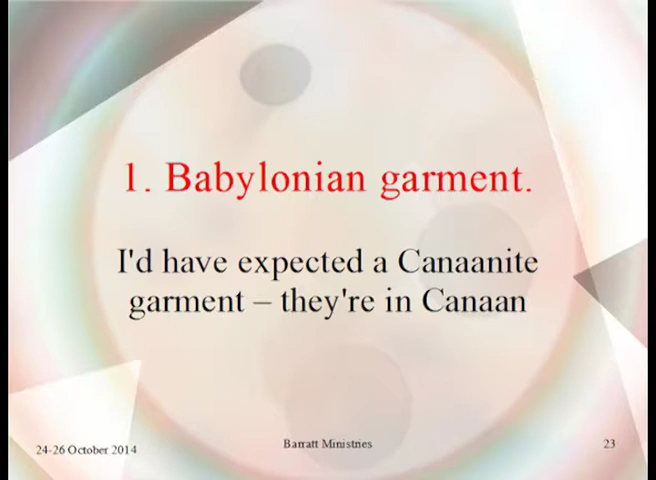 1. Babylonian garment.
I'd have expected a Canaanite
garment – they're in Canaan
24-26 October 2014
Barratt Ministries
23